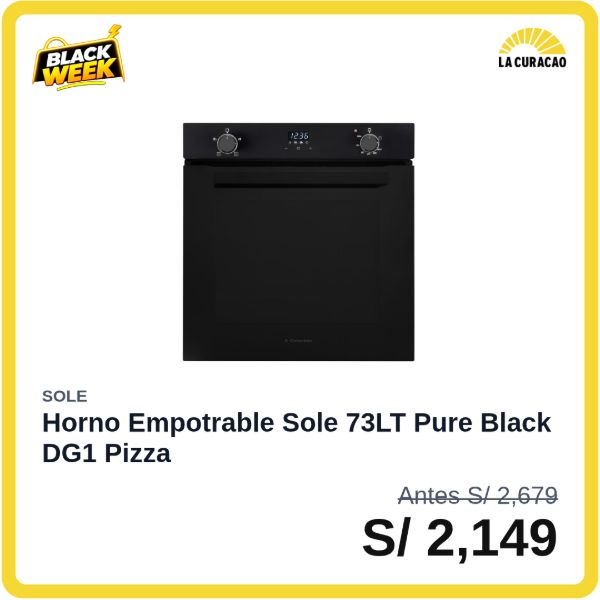 BLACK
WEEK
LA CURACAO
12:36
SOLE
Horno Empotrable Sole 73LT Pure Black
DG1 Pizza
Antes S/ 2,679
S/ 2,149